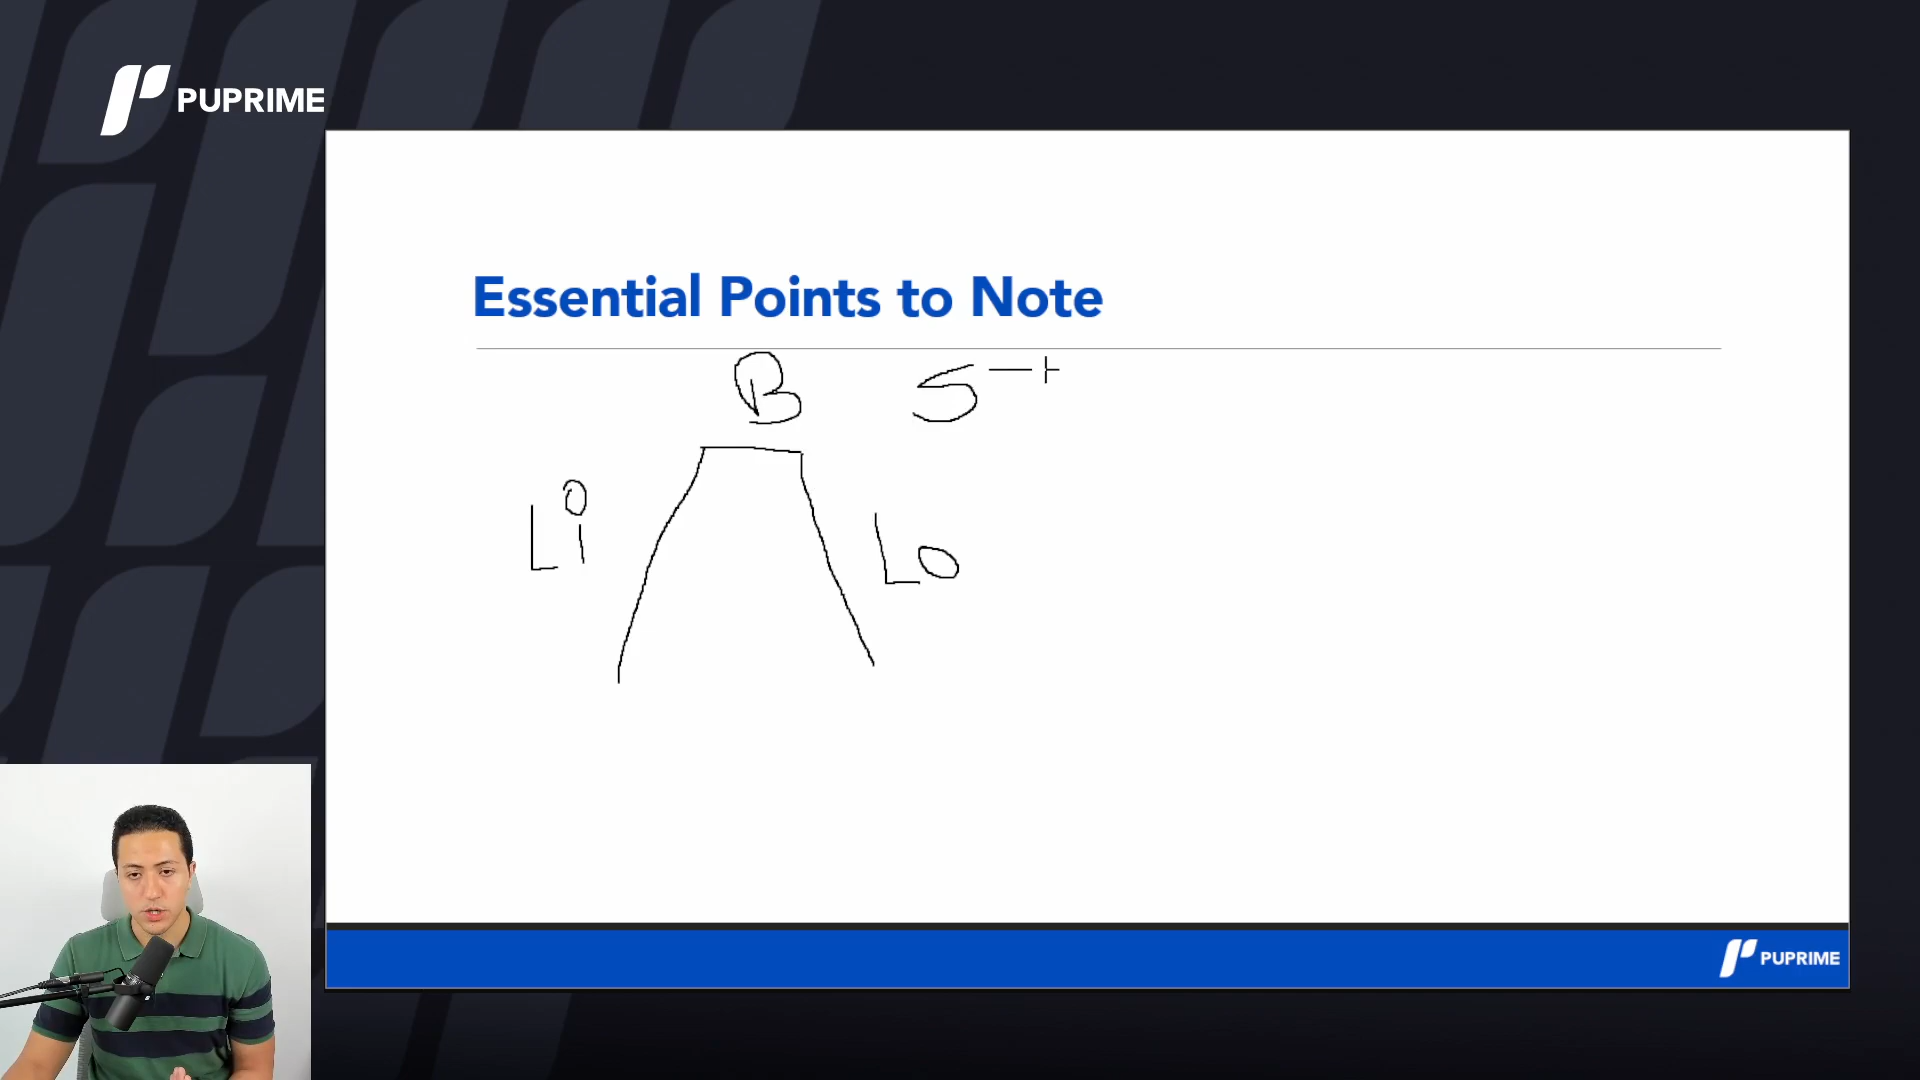 PUPRIME
Essential Points to Note
B S-+
Li Lo
PUPRIME